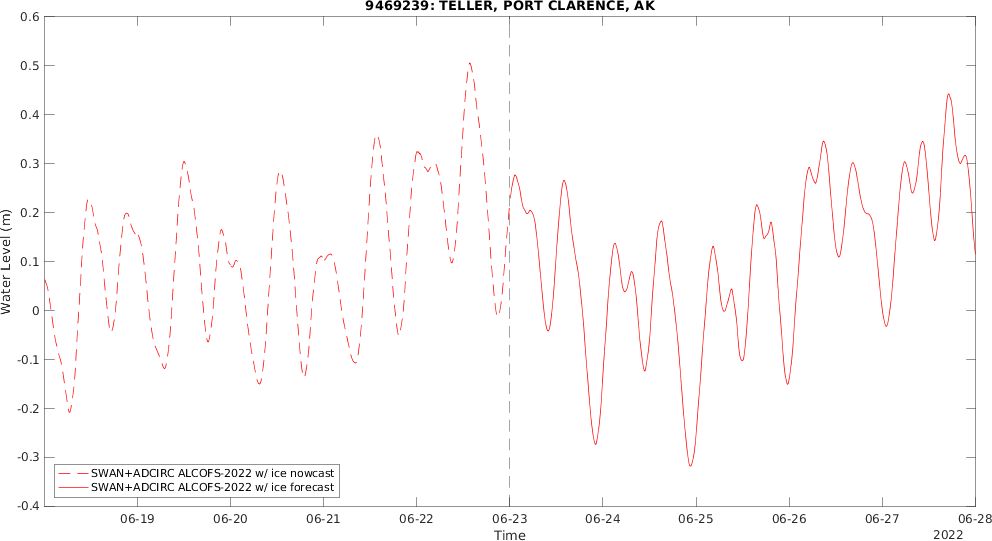 9469239: TELLER, PORT CLARENCE, AK
0.6
0.5
0.4
0.3
0.2
0.1
0
-0.1
-0.2
-0.3
-0.4
Water Level (m)
SWAN+ADCIRC ALCOFS-2022 w/ ice nowcast
SWAN+ADCIRC ALCOFS-2022 w/ ice forecast
06-19 06-20 06-21 06-22 06-23 06-24 06-25 06-26 06-27 06-28
Time
2022